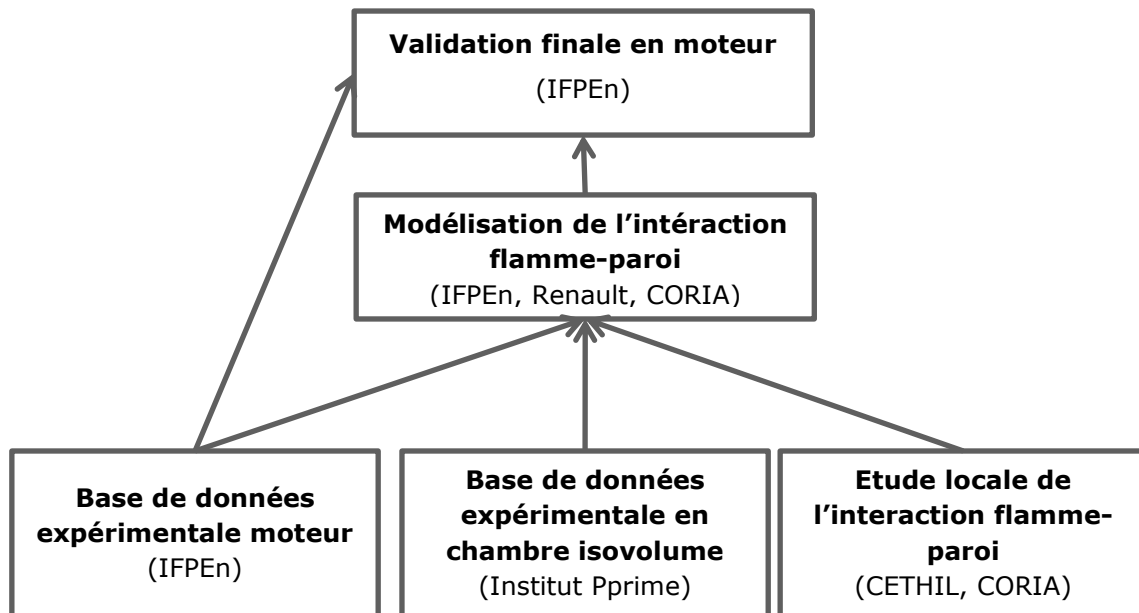 Validation finale en moteur
(IFPEn)
Modélisation de l’intéraction
flamme-paroi
(IFPEn, Renault, CORIA)
Base de données
expérimentale moteur
(IFPEn)
Base de données
expérimentale en
chambre isovolume
(Institut Pprime)
Etude locale de
l’interaction flamme-
paroi
(CETHIL, CORIA)